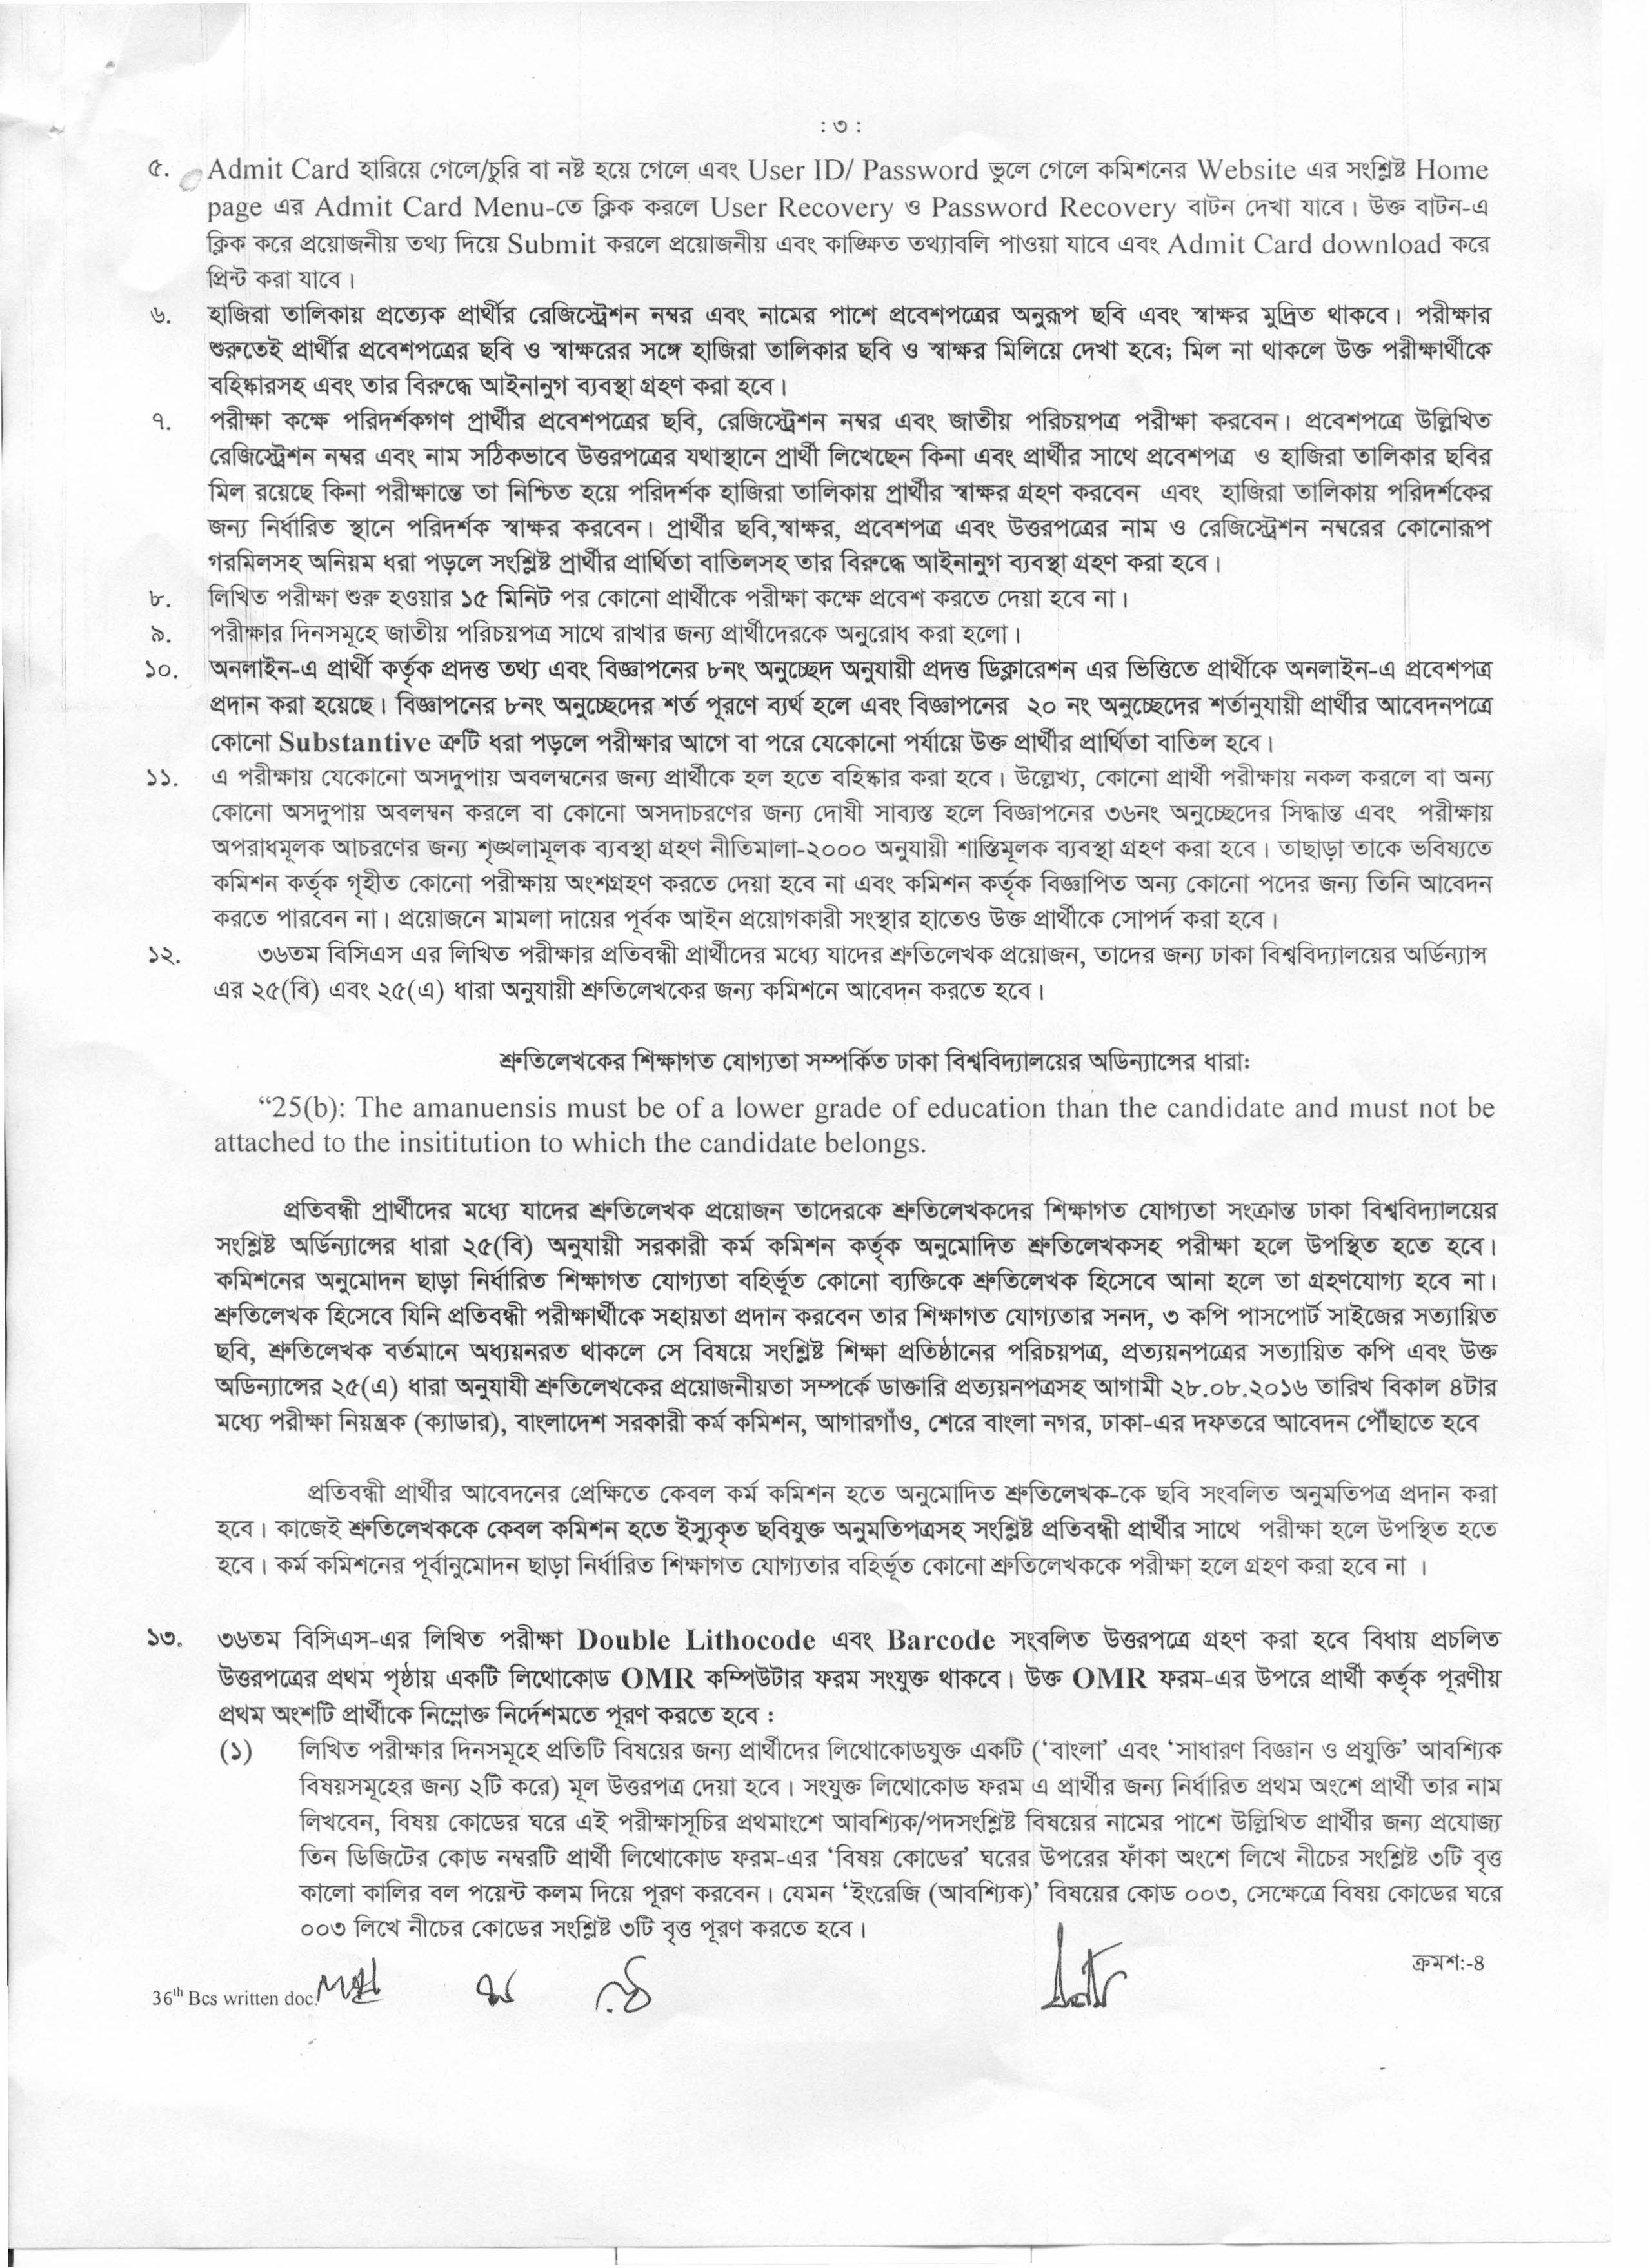 : ৩ :
৫. Admit Card হারিয়ে গেলে/চুরি বা নষ্ট হয়ে গেলে এবং User ID/ Password ভুলে গেলে কমিশনের Website এর সংশ্লিষ্ট Home
page এর Admit Card Menu-তে ক্লিক করলে User Recovery ও Password Recovery বাটন দেখা যাবে। উক্ত বাটন-এ
ক্লিক করে প্রয়োজনীয় তথ্য দিয়ে Submit করলে প্রয়োজনীয় এবং কাঙ্ক্ষিত তথ্যাবলি পাওয়া যাবে এবং Admit Card download করে
প্রিন্ট করা যাবে।
৬. হাজিরা তালিকায় প্রত্যেক প্রার্থীর রেজিস্ট্রেশন নম্বর এবং নামের পাশে প্রবেশপত্রের অনুরূপ ছবি এবং স্বাক্ষর মুদ্রিত থাকবে। পরীক্ষার
শুরুতেই প্রার্থীর প্রবেশপত্রের ছবি ও স্বাক্ষরের সঙ্গে হাজিরা তালিকার ছবি ও স্বাক্ষর মিলিয়ে দেখা হবে; মিল না থাকলে উক্ত পরীক্ষার্থীকে
বহিষ্কারসহ এবং তার বিরুদ্ধে আইনানুগ ব্যবস্থা গ্রহণ করা হবে।
৭. পরীক্ষা কক্ষে পরিদর্শকগণ প্রার্থীর প্রবেশপত্রের ছবি, রেজিস্ট্রেশন নম্বর এবং জাতীয় পরিচয়পত্র পরীক্ষা করবেন। প্রবেশপত্রে উল্লিখিত
রেজিস্ট্রেশন নম্বর এবং নাম সঠিকভাবে উত্তরপত্রের যথাস্থানে প্রার্থী লিখেছেন কিনা এবং প্রার্থীর সাথে প্রবেশপত্র ও হাজিরা তালিকার ছবির
মিল রয়েছে কিনা পরীক্ষান্তে তা নিশ্চিত হয়ে পরিদর্শক হাজিরা তালিকায় প্রার্থীর স্বাক্ষর গ্রহণ করবেন এবং হাজিরা তালিকায় পরিদর্শকের
জন্য নির্ধারিত স্থানে পরিদর্শক স্বাক্ষর করবেন। প্রার্থীর ছবি,স্বাক্ষর, প্রবেশপত্র এবং উত্তরপত্রের নাম ও রেজিস্ট্রেশন নম্বরের কোনোরূপ
গরমিলসহ অনিয়ম ধরা পড়লে সংশ্লিষ্ট প্রার্থীর প্রার্থিতা বাতিলসহ তার বিরুদ্ধে আইনানুগ ব্যবস্থা গ্রহণ করা হবে।
৮. লিখিত পরীক্ষা শুরু হওয়ার ১৫ মিনিট পর কোনো প্রার্থীকে পরীক্ষা কক্ষে প্রবেশ করতে দেয়া হবে না।
৯. পরীক্ষার দিনসমূহে জাতীয় পরিচয়পত্র সাথে রাখার জন্য প্রার্থীদেরকে অনুরোধ করা হলো।
১০. অনলাইন-এ প্রার্থী কর্তৃক প্রদত্ত তথ্য এবং বিজ্ঞাপনের ৮নং অনুচ্ছেদ অনুযায়ী প্রদত্ত ডিক্লারেশন এর ভিত্তিতে প্রার্থীকে অনলাইন-এ প্রবেশপত্র
প্রদান করা হয়েছে। বিজ্ঞাপনের ৮নং অনুচ্ছেদের শর্ত পূরণে ব্যর্থ হলে এবং বিজ্ঞাপনের ২০ নং অনুচ্ছেদের শর্তানুযায়ী প্রার্থীর আবেদনপত্রে
কোনো Substantive ত্রুটি ধরা পড়লে পরীক্ষার আগে বা পরে যেকোনো পর্যায়ে উক্ত প্রার্থীর প্রার্থিতা বাতিল হবে।
১১. এ পরীক্ষায় যেকোনো অসদুপায় অবলম্বনের জন্য প্রার্থীকে হল হতে বহিষ্কার করা হবে। উল্লেখ্য, কোনো প্রার্থী পরীক্ষায় নকল করলে বা অন্য
কোনো অসদুপায় অবলম্বন করলে বা কোনো অসদাচরণের জন্য দোষী সাব্যস্ত হলে বিজ্ঞাপনের ৩৬নং অনুচ্ছেদের সিদ্ধান্ত এবং পরীক্ষায়
অপরাধমূলক আচরণের জন্য শৃঙ্খলামূলক ব্যবস্থা গ্রহণ নীতিমালা-২০০০ অনুযায়ী শাস্তিমূলক ব্যবস্থা গ্রহণ করা হবে। তাছাড়া তাকে ভবিষ্যতে
কমিশন কর্তৃক গৃহীত কোনো পরীক্ষায় অংশগ্রহণ করতে দেয়া হবে না এবং কমিশন কর্তৃক বিজ্ঞাপিত অন্য কোনো পদের জন্য তিনি আবেদন
করতে পারবেন না। প্রয়োজনে মামলা দায়ের পূর্বক আইন প্রয়োগকারী সংস্থার হাতেও উক্ত প্রার্থীকে সোপর্দ করা হবে।
১২. ৩৬তম বিসিএস এর লিখিত পরীক্ষার প্রতিবন্ধী প্রার্থীদের মধ্যে যাদের শ্রুতিলেখক প্রয়োজন, তাদের জন্য ঢাকা বিশ্ববিদ্যালয়ের অর্ডিন্যান্স
এর ২৫(বি) এবং ২৫(এ) ধারা অনুযায়ী শ্রুতিলেখকের জন্য কমিশনে আবেদন করতে হবে।
শ্রুতিলেখকের শিক্ষাগত যোগ্যতা সম্পর্কিত ঢাকা বিশ্ববিদ্যালয়ের অডিন্যান্সের ধারা:
“25(b): The amanuensis must be of a lower grade of education than the candidate and must not be
attached to the insititution to which the candidate belongs.
প্রতিবন্ধী প্রার্থীদের মধ্যে যাদের শ্রুতিলেখক প্রয়োজন তাদেরকে শ্রুতিলেখকদের শিক্ষাগত যোগ্যতা সংক্রান্ত ঢাকা বিশ্ববিদ্যালয়ের
সংশ্লিষ্ট অর্ডিন্যান্সের ধারা ২৫(বি) অনুযায়ী সরকারী কর্ম কমিশন কর্তৃক অনুমোদিত শ্রুতিলেখকসহ পরীক্ষা হলে উপস্থিত হতে হবে।
কমিশনের অনুমোদন ছাড়া নির্ধারিত শিক্ষাগত যোগ্যতা বহির্ভূত কোনো ব্যক্তিকে শ্রুতিলেখক হিসেবে আনা হলে তা গ্রহণযোগ্য হবে না।
শ্রুতিলেখক হিসেবে যিনি প্রতিবন্ধী পরীক্ষার্থীকে সহায়তা প্রদান করবেন তার শিক্ষাগত যোগ্যতার সনদ, ৩ কপি পাসপোর্ট সাইজের সত্যায়িত
ছবি, শ্রুতিলেখক বর্তমানে অধ্যয়নরত থাকলে সে বিষয়ে সংশ্লিষ্ট শিক্ষা প্রতিষ্ঠানের পরিচয়পত্র, প্রত্যয়নপত্রের সত্যায়িত কপি এবং উক্ত
অডিন্যান্সের ২৫(এ) ধারা অনুযাযী শ্রুতিলেখকের প্রয়োজনীয়তা সম্পর্কে ডাক্তারি প্রত্যয়নপত্রসহ আগামী ২৮.০৮.২০১৬ তারিখ বিকাল ৪টার
মধ্যে পরীক্ষা নিয়ন্ত্রক (ক্যাডার), বাংলাদেশ সরকারী কর্ম কমিশন, আগারগাঁও, শেরে বাংলা নগর, ঢাকা-এর দফতরে আবেদন পৌঁছাতে হবে
প্রতিবন্ধী প্রার্থীর আবেদনের প্রেক্ষিতে কেবল কর্ম কমিশন হতে অনুমোদিত শ্রুতিলেখক-কে ছবি সংবলিত অনুমতিপত্র প্রদান করা
হবে। কাজেই শ্রুতিলেখককে কেবল কমিশন হতে ইস্যুকৃত ছবিযুক্ত অনুমতিপত্রসহ সংশ্লিষ্ট প্রতিবন্ধী প্রার্থীর সাথে পরীক্ষা হলে উপস্থিত হতে
হবে। কর্ম কমিশনের পূর্বানুমোদন ছাড়া নির্ধারিত শিক্ষাগত যোগ্যতার বহির্ভূত কোনো শ্রুতিলেখককে পরীক্ষা হলে গ্রহণ করা হবে না ।
১৩. ৩৬তম বিসিএস-এর লিখিত পরীক্ষা Double Lithocode এবং Barcode সংবলিত উত্তরপত্রে গ্রহণ করা হবে বিধায় প্রচলিত
উত্তরপত্রের প্রথম পৃষ্ঠায় একটি লিথোকোড OMR কম্পিউটার ফরম সংযুক্ত থাকবে। উক্ত OMR ফরম-এর উপরে প্রার্থী কর্তৃক পূরণীয়
প্রথম অংশটি প্রার্থীকে নিম্নোক্ত নির্দেশমতে পূরণ করতে হবে :
(১) লিখিত পরীক্ষার দিনসমূহে প্রতিটি বিষয়ের জন্য প্রার্থীদের লিথোকোডযুক্ত একটি (‘বাংলা’ এবং ‘সাধারণ বিজ্ঞান ও প্রযুক্তি’ আবশ্যিক
বিষয়সমূহের জন্য ২টি করে) মূল উত্তরপত্র দেয়া হবে। সংযুক্ত লিথোকোড ফরম এ প্রার্থীর জন্য নির্ধারিত প্রথম অংশে প্রার্থী তার নাম
লিখবেন, বিষয় কোডের ঘরে এই পরীক্ষাসূচির প্রথমাংশে আবশ্যিক/পদসংশ্লিষ্ট বিষয়ের নামের পাশে উল্লিখিত প্রার্থীর জন্য প্রযোজ্য
তিন ডিজিটের কোড নম্বরটি প্রার্থী লিথোকোড ফরম-এর ‘বিষয় কোডের’ ঘরের উপরের ফাঁকা অংশে লিখে নীচের সংশ্লিষ্ট ৩টি বৃত্ত
কালো কালির বল পয়েন্ট কলম দিয়ে পূরণ করবেন। যেমন ‘ইংরেজি (আবশ্যিক)’ বিষয়ের কোড ০০৩, সেক্ষেত্রে বিষয় কোডের ঘরে
০০৩ লিখে নীচের কোডের সংশ্লিষ্ট ৩টি বৃত্ত পূরণ করতে হবে।
ক্রমশ:-৪
36th Bcs written doc.